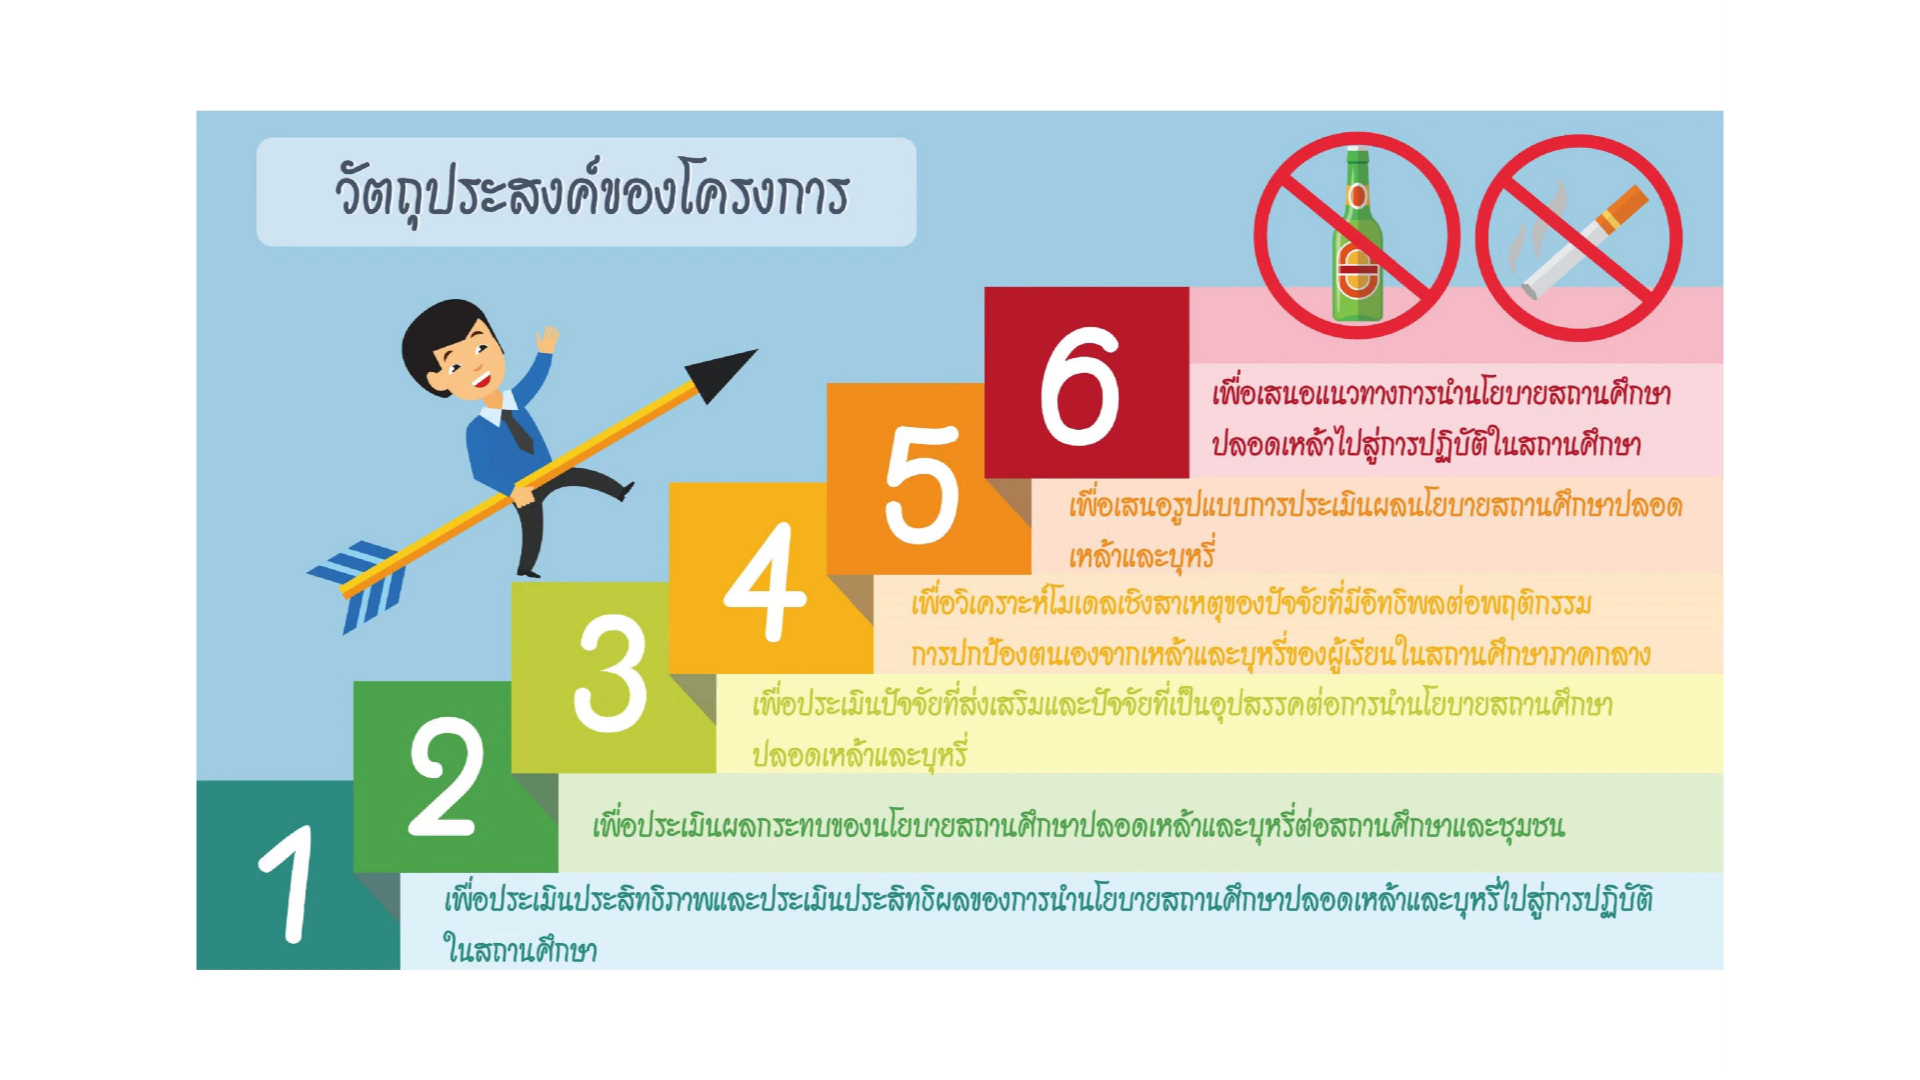 วัตถุประสงค์ของโครงการ
6
เพื่อเสนอแนวทางการนำนโยบายสถานศึกษา
ปลอดเหล้าไปสู่การปฏิบัติในสถานศึกษา
5
เพื่อเสนอรูปแบบการประเมินผลนโยบายสถานศึกษาปลอด
เหล้าและบุหรี่
4
เพื่อวิเคราะห์โมเดลเชิงสาเหตุของปัจจัยที่มีอิทธิพลต่อพฤติกรรม
การปกป้องตนเองจากเหล้าและบุหรี่ของผู้เรียนในสถานศึกษาภาคกลาง
3
เพื่อประเมินปัจจัยที่ส่งเสริมและปัจจัยที่เป็นอุปสรรคต่อการนำนโยบายสถานศึกษา
ปลอดเหล้าและบุหรี่
2
เพื่อประเมินผลกระทบของนโยบายสถานศึกษาปลอดเหล้าและบุหรี่ต่อสถานศึกษาและชุมชน
1
เพื่อประเมินประสิทธิภาพและประเมินประสิทธิผลของการนำนโยบายสถานศึกษาปลอดเหล้าและบุหรี่ไปสู่การปฏิบัติ
ในสถานศึกษา